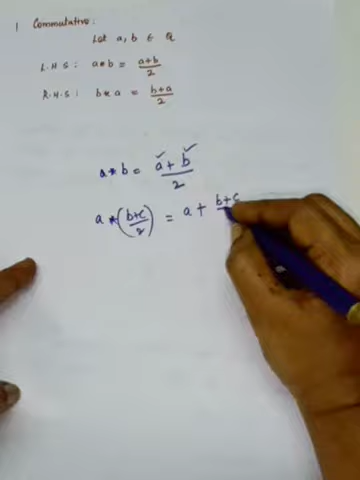 1 Commutative:
Let a, b ∈ Q
L.H.S: a*b = a+b/2
R.H.S: b*a = b+a/2
a*b = a+b/2
a*(b+c/2) = a+ b+c